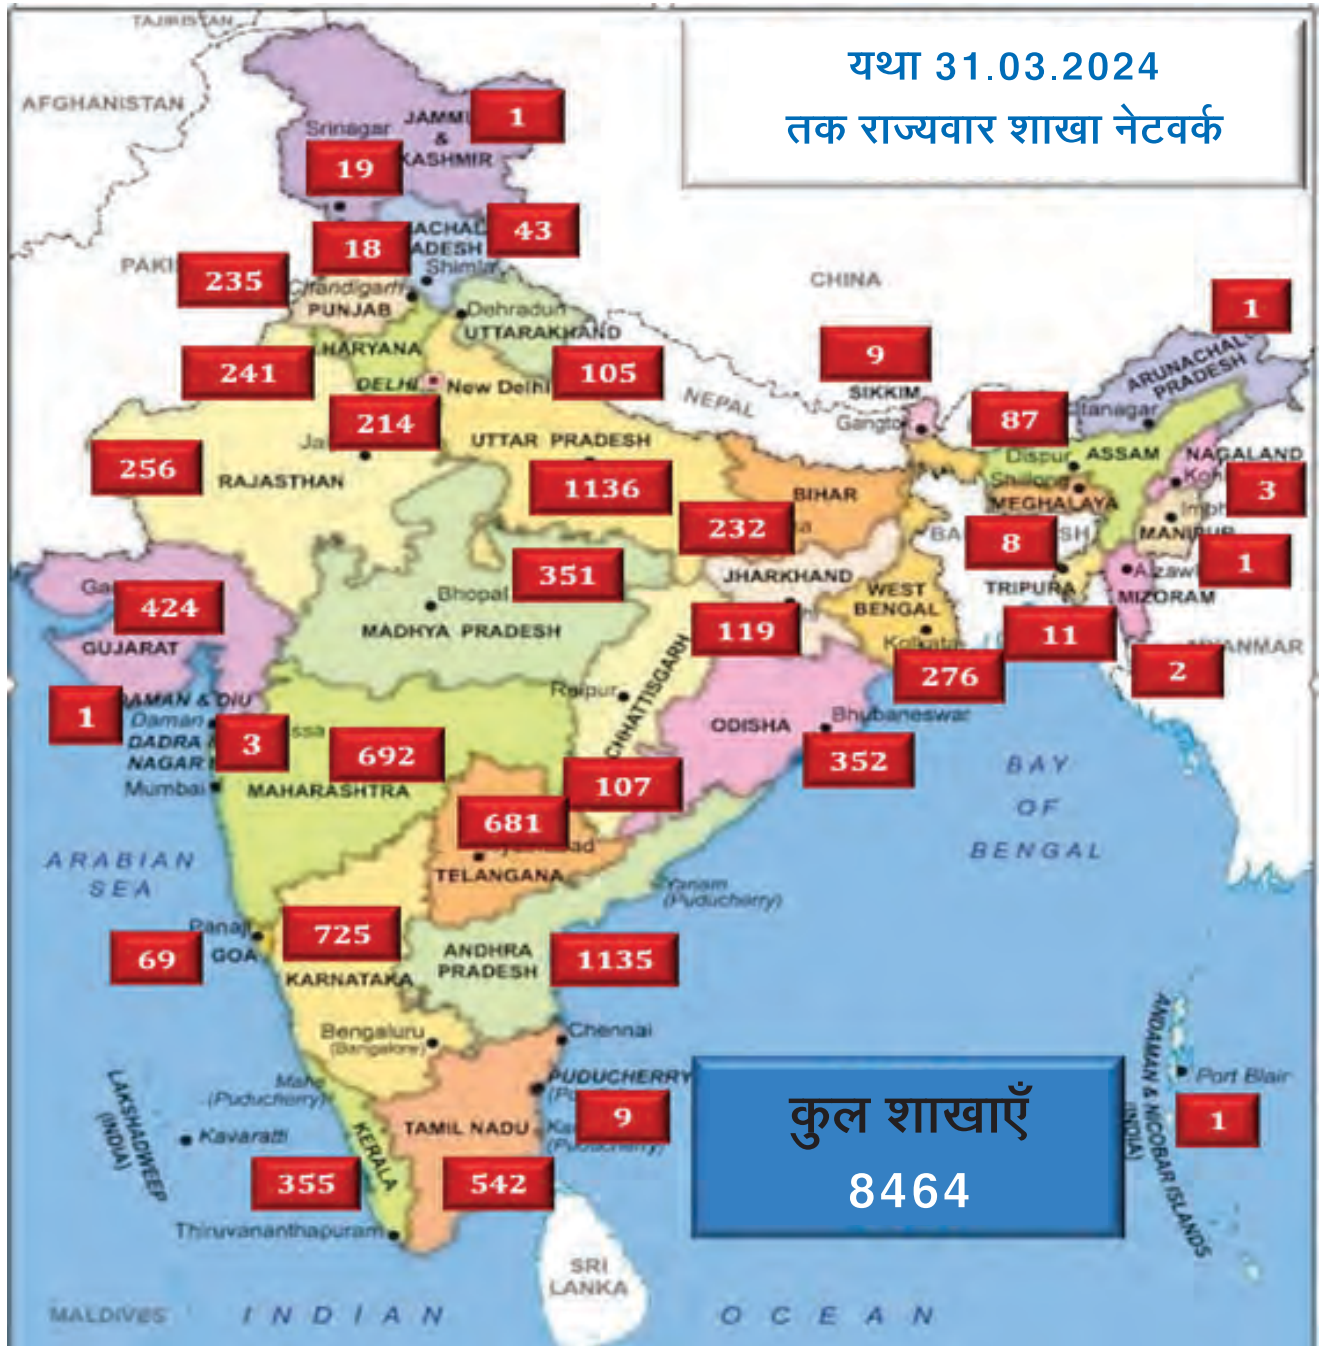 TAJIKISTAN
यथा 31.03.2024
तक राज्यवार शाखा नेटवर्क
AFGHANISTAN
JAMMU
1
Srinagar
&
KASHMIR
19
43
18
ACHAL
ADESH
Shimla
235
CHINA
Chandigarh
PUNJAB
Dehradun
UTTARAKHAND
1
HARYANA
9
ARUNACHAL
PRADESH
241
105
DELHI
New Delhi
NEPAL
SIKKIM
Gangto
87
Itanagar
214
UTTAR PRADESH
Dispur
ASSAM
NAGALAND
256
RAJASTHAN
1136
BIHAR
Shillong
MEGHALAYA
3
232
8
MANIPUR
351
JHARKHAND
WEST
BENGAL
TRIPURA
Aizawl
1
MIZORAM
424
Bhopal
MADHYA PRADESH
119
11
GUJARAT
Kolkata
276
2
CHHATTISGARH
Raipur
1
DAMAN & DIU
Daman
DADRA
NAGAR
3
692
ODISHA
Bhubaneswar
352
Mumbai
MAHARASHTRA
107
BAY
OF
BENGAL
681
ARABIAN
SEA
TELANGANA
Yanam
(Puducherry)
Panaji
GOA
69
725
KARNATAKA
ANDHRA
PRADESH
1135
Bengaluru
(Bangalore)
Chennai
ANDAMAN & NICOBAR ISLANDS
(INDIA)
Port Blair
1
Mahe
(Puducherry)
PUDUCHERRY
9
कुल शाखाएँ
8464
LAKSHADWEEP
(INDIA)
Kavaratti
KERALA
TAMIL NADU
(Puducherry)
355
542
Thiruvananthapuram
SRI
LANKA
MALDIVES
INDIAN
OCEAN